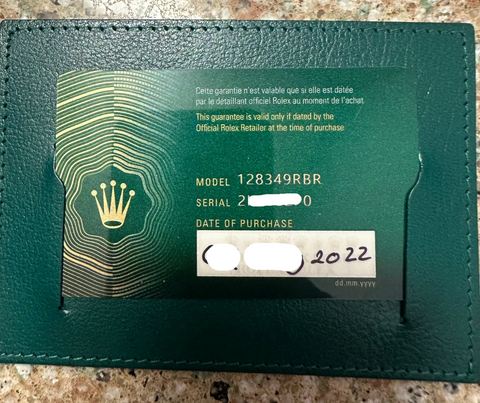 Cette garantie n'est valable que si elle est datée
par le détaillant officiel Rolex au moment de l'achat
This guarantee is valid only if dated by the
Official Rolex Retailer at the time of purchase
MODEL 128349RBR
SERIAL 2 0
DATE OF PURCHASE
2022
dd.mm.yyyy